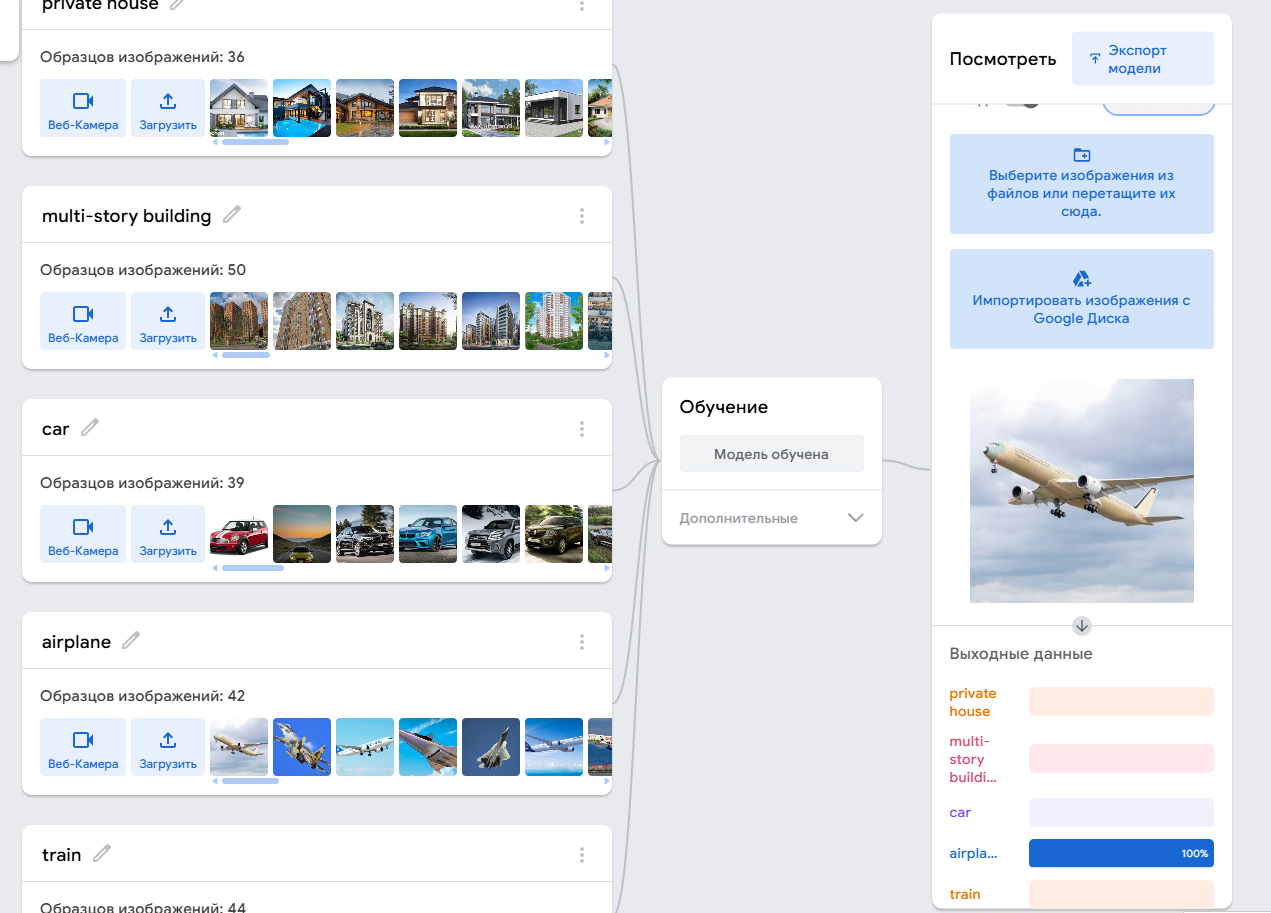 private house
Образцов изображений: 36
Веб-Камера
Загрузить
multi-story building
Образцов изображений: 50
Веб-Камера
Загрузить
car
Образцов изображений: 39
Веб-Камера
Загрузить
airplane
Образцов изображений: 42
Веб-Камера
Загрузить
train
Образцов изображений: 44
Обучение
Модель обучена
Дополнительные
Посмотреть
Экспорт
модели
Выберите изображения из
файлов или перетащите их
сюда.
Импортировать изображения с
Google Диска
Выходные данные
private
house
multi-
story
buildi...
car
airpla...
100%
train